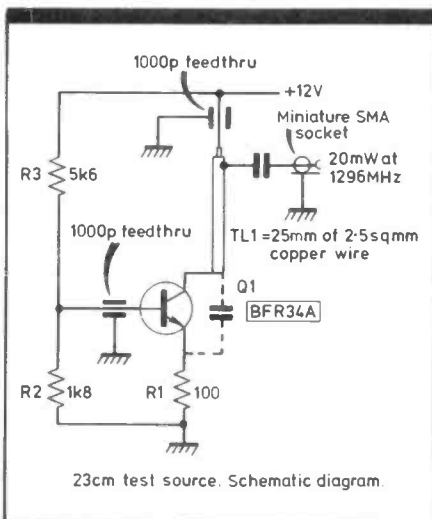 1000p feedthru
+12V
Miniature SMA
socket
20mW at
1296MHz
R3
5k6
1000p feedthru
TL1 = 25mm of 2·5sqmm
copper wire
Q1
BFR34A
R2
1k8
R1
100
23cm test source. Schematic diagram.